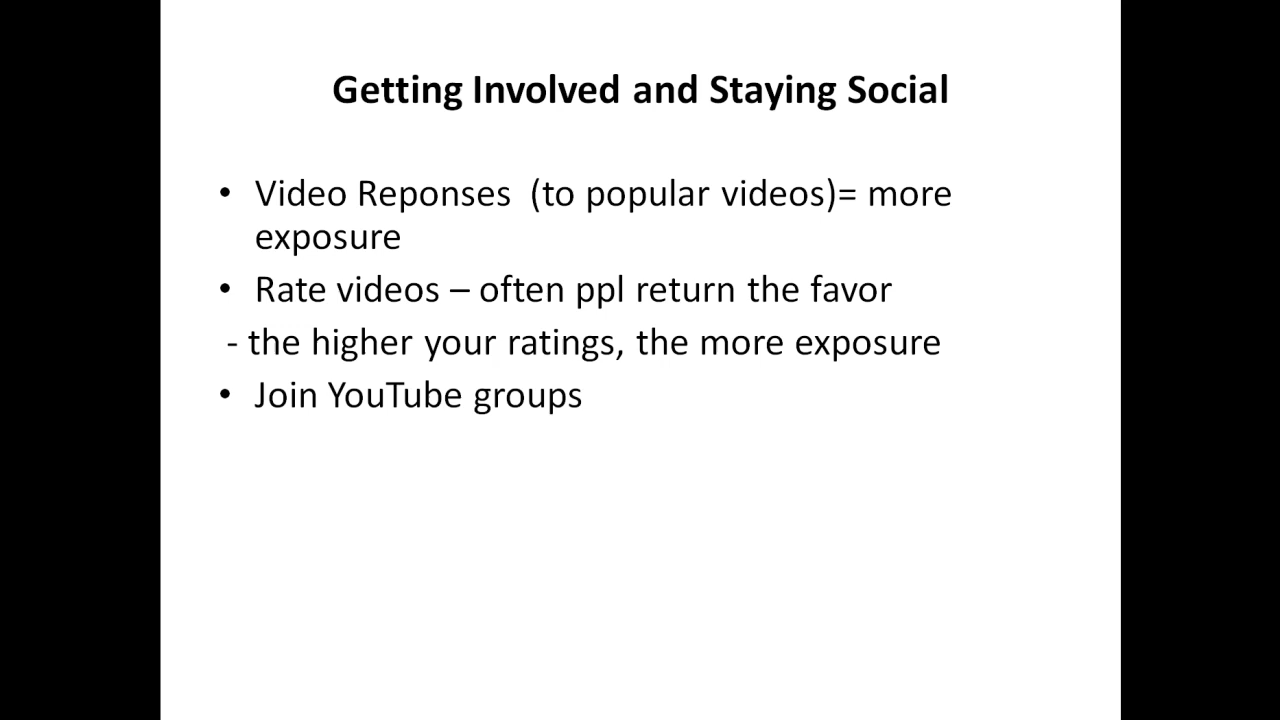 Getting Involved and Staying Social
• Video Reponses  (to popular videos)= more
exposure
• Rate videos – often ppl return the favor
- the higher your ratings, the more exposure
• Join YouTube groups